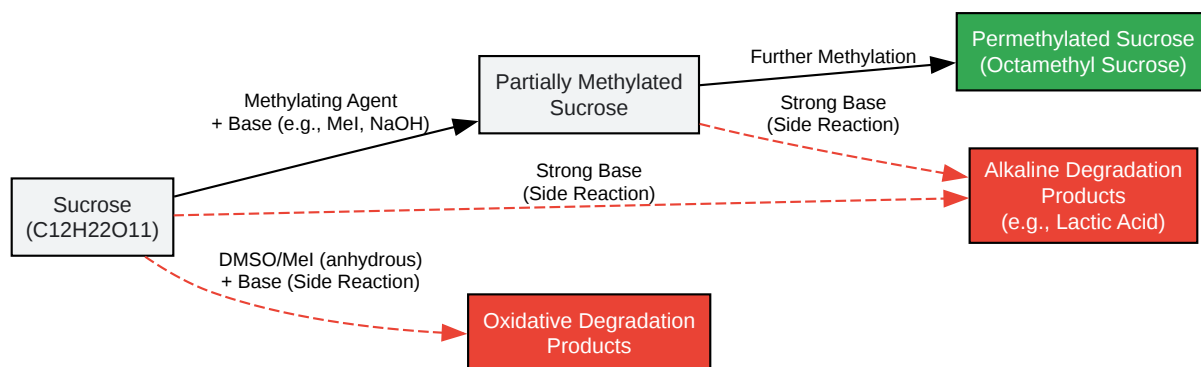 Permethylated Sucrose
(Octamethyl Sucrose)
Further Methylation
Partially Methylated
Sucrose
Methylating Agent
+ Base (e.g., MeI, NaOH)
Strong Base
(Side Reaction)
Strong Base
(Side Reaction)
Alkaline Degradation
Products
(e.g., Lactic Acid)
Sucrose
(C12H22O11)
DMSO/MeI (anhydrous)
+ Base (Side Reaction)
Oxidative Degradation
Products